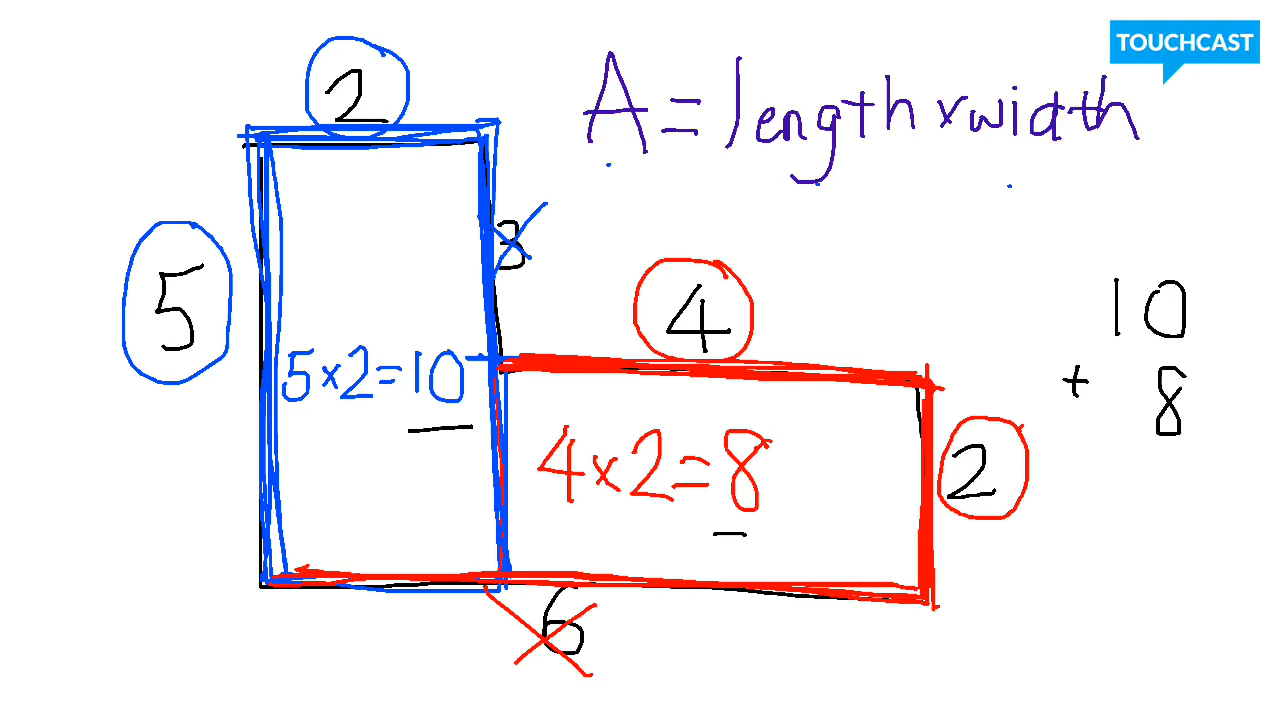 TOUCHCAST
2
A = length x width
5
3
4
10
5x2=10
+ 8
4x2=8
2
6